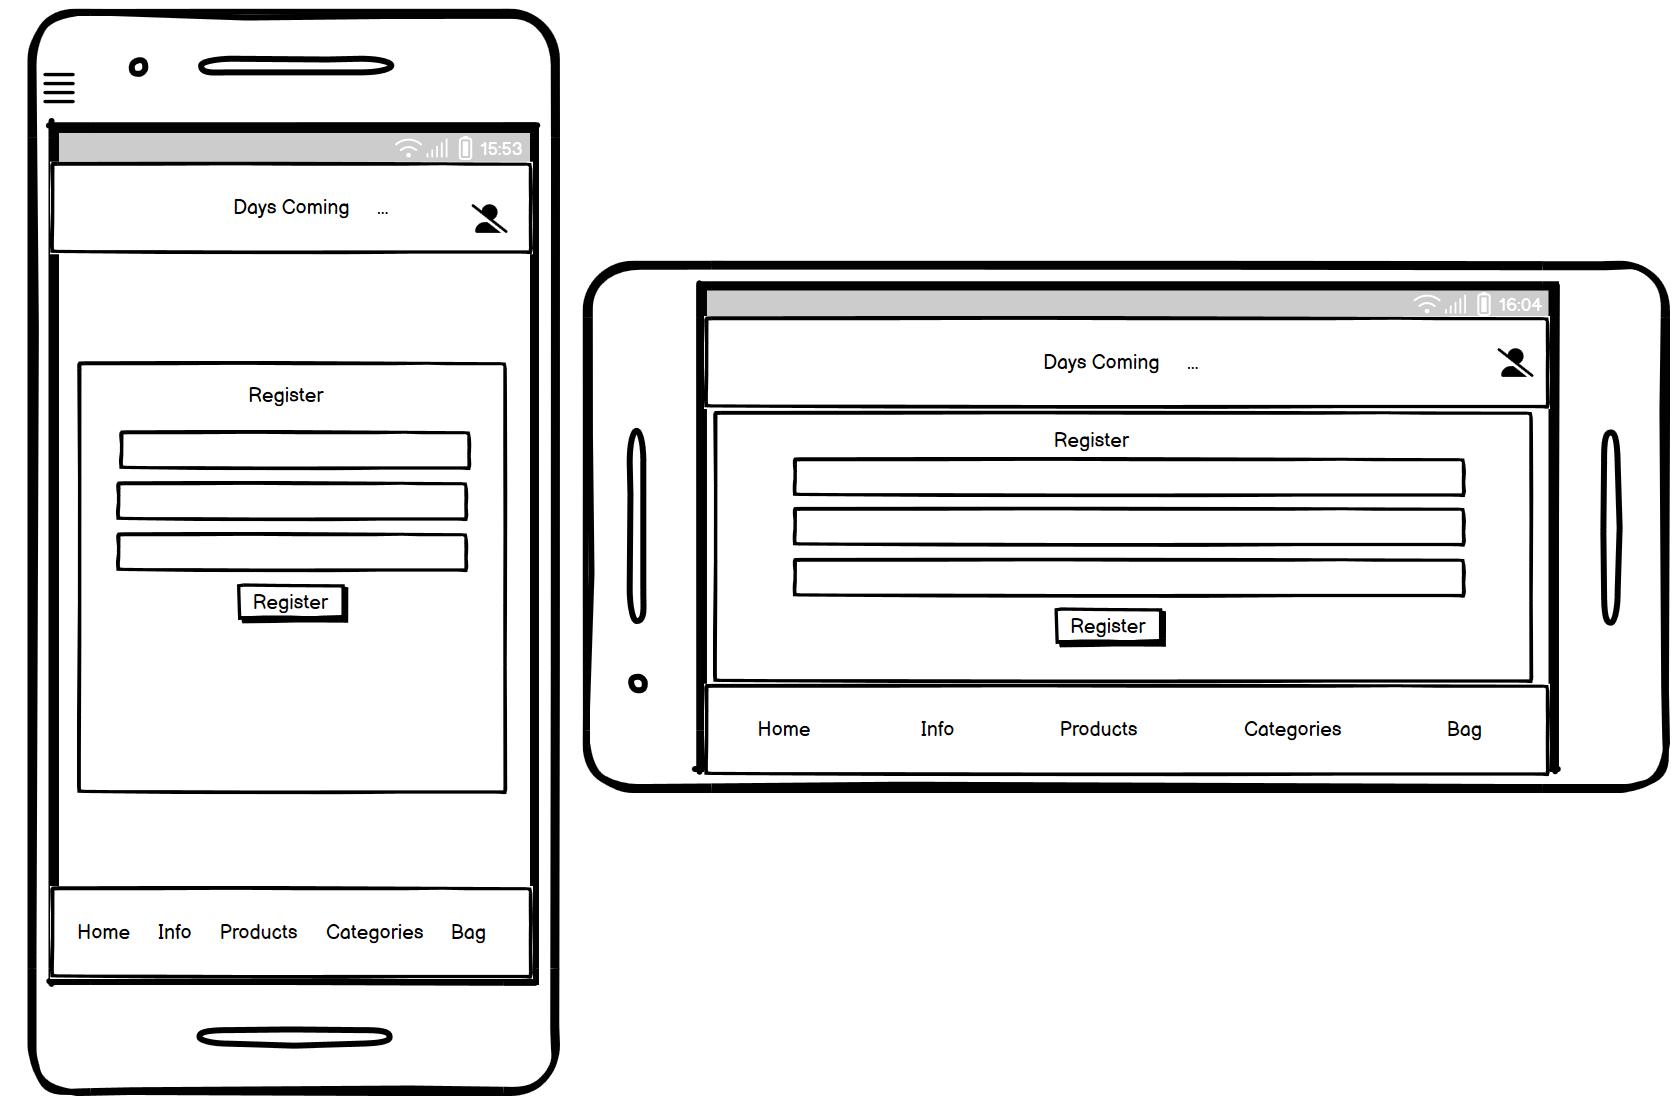 15:53
Days Coming ...
Register
Register
Home Info Products Categories Bag
16:04
Days Coming ...
Register
Register
Home Info Products Categories Bag